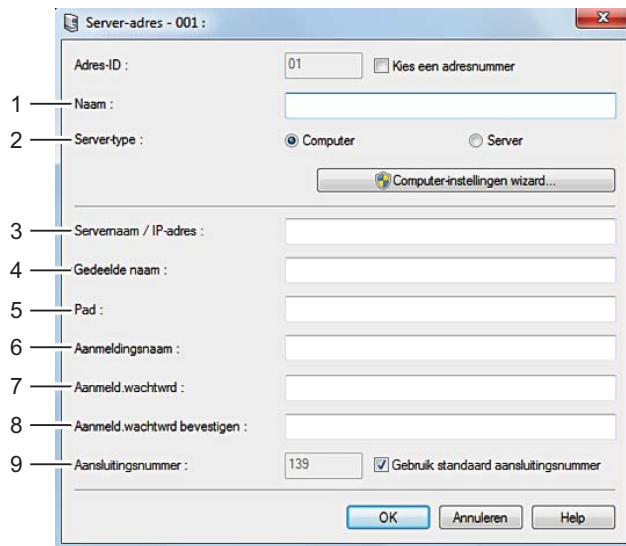 Server-adres - 001 :
Adres-ID : 01 Kies een adresnummer
1 Naam :
2 Server-type : Computer Server
Computer-instellingen wizard...
3 Servernaam / IP-adres :
4 Gedeelde naam :
5 Pad :
6 Aanmeldingsnaam :
7 Aanmeld.wachtwrd :
8 Aanmeld.wachtwrd bevestigen :
9 Aansluitingsnummer : 139 Gebruik standaard aansluitingsnummer
OK Annuleren Help